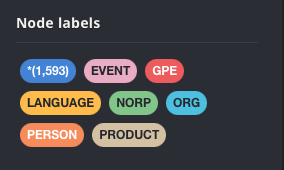 Node labels
*(1,593) EVENT GPE
LANGUAGE NORP ORG
PERSON PRODUCT